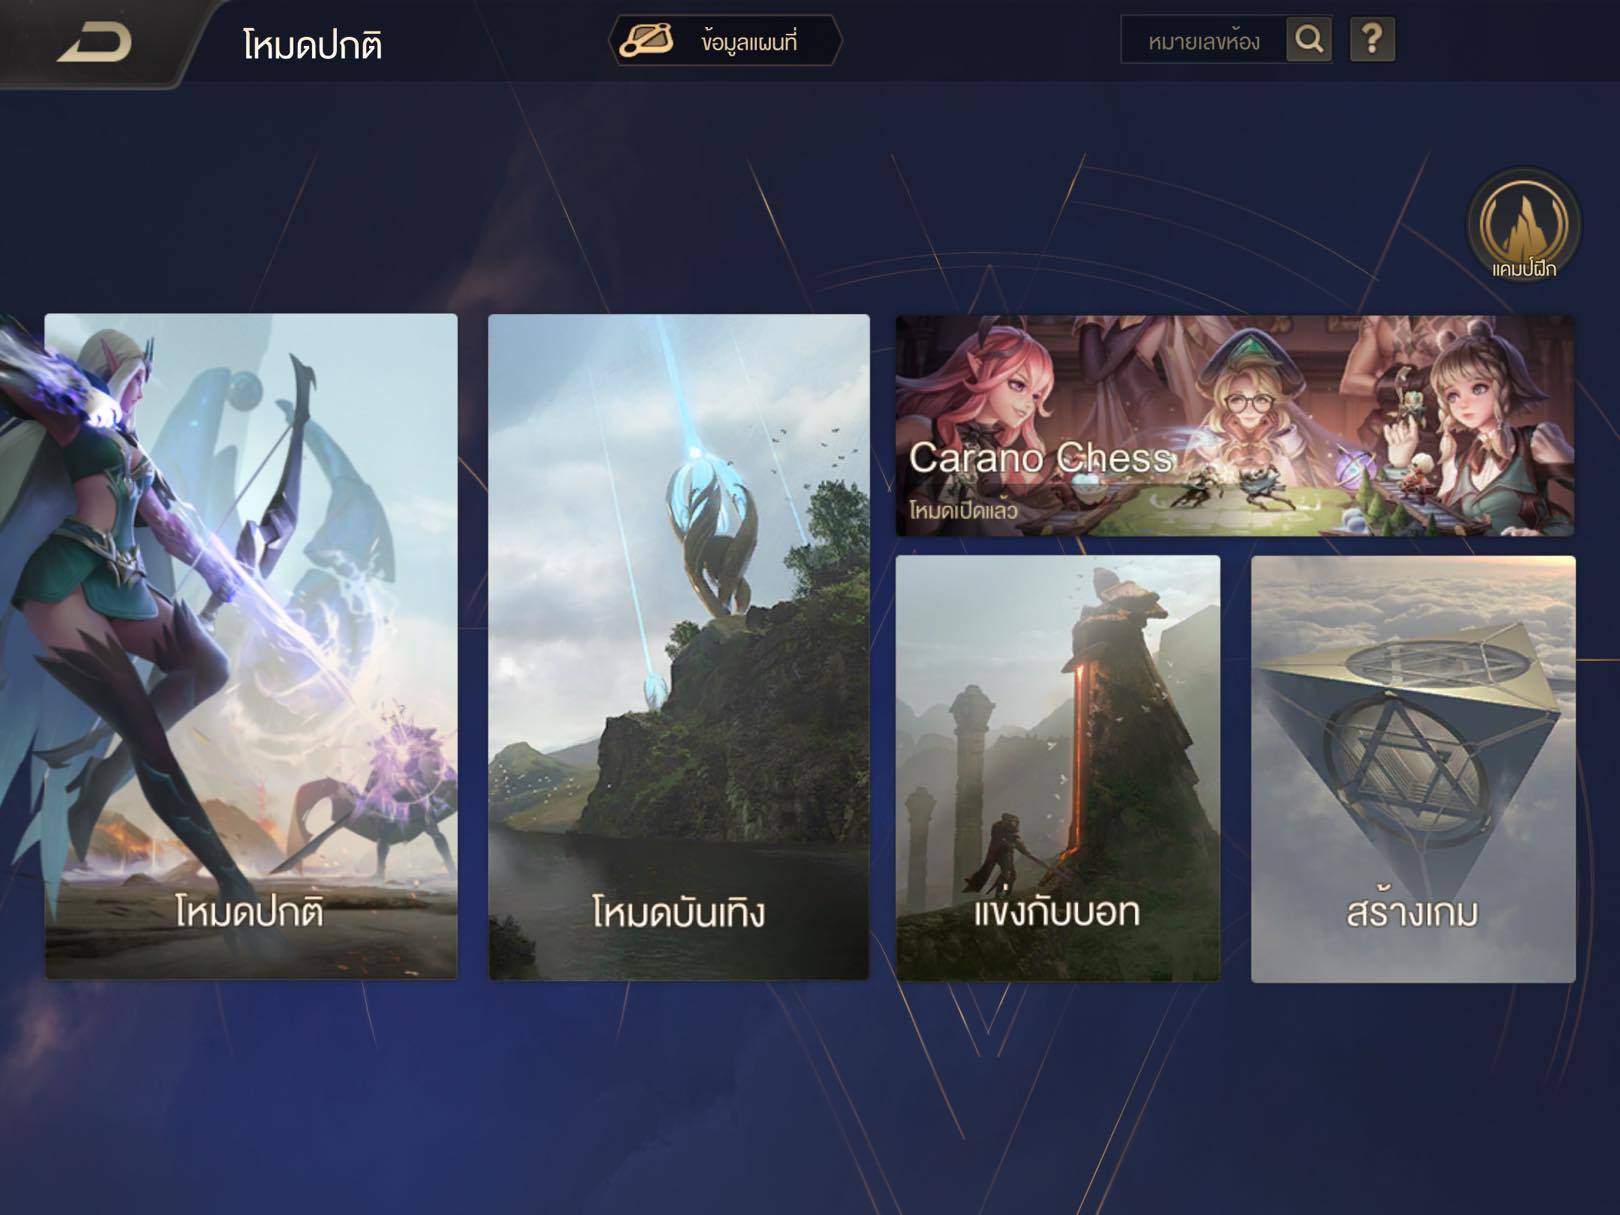 โหมดปกติ
ข้อมูลแผนที่
หมายเลขห้อง
?
แคมป์ฝึก
Carano Chess
โหมดเปิดแล้ว
โหมดปกติ
โหมดบันเทิง
แข่งกับบอท
สร้างเกม